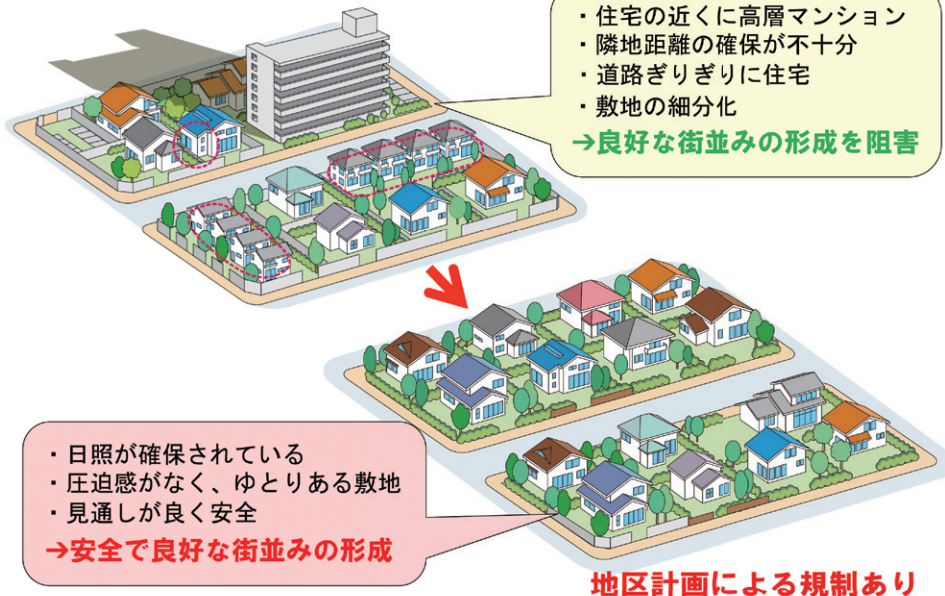 ・住宅の近くに高層マンション
・隣地距離の確保が不十分
・道路ぎりぎりに住宅
・敷地の細分化
→良好な街並みの形成を阻害
・日照が確保されている
・圧迫感がなく、ゆとりある敷地
・見通しが良く安全
→安全で良好な街並みの形成
地区計画による規制あり